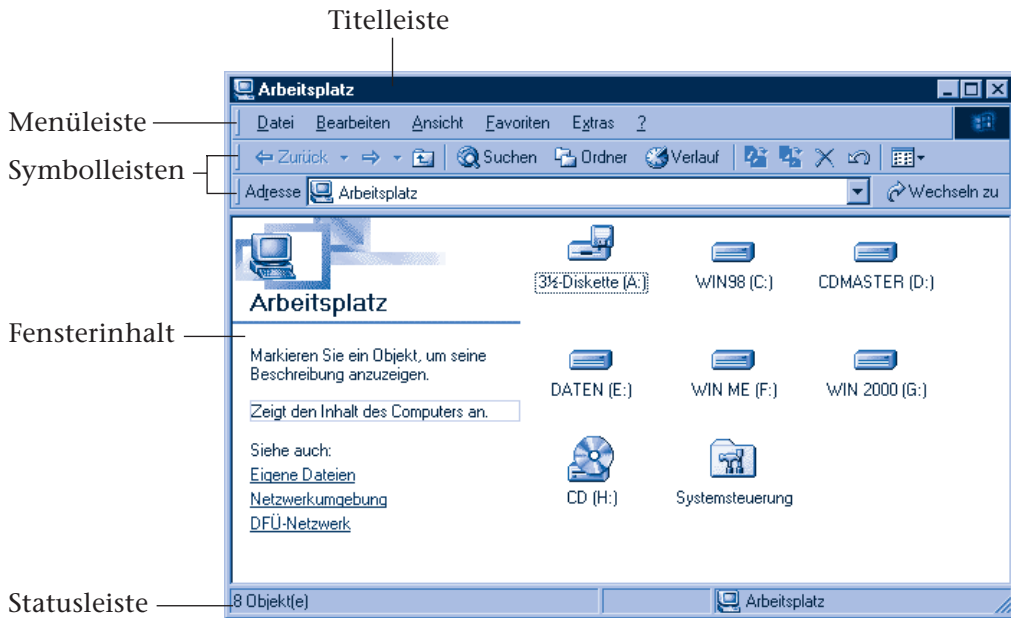 Titelleiste
Arbeitsplatz
Menüleiste
Datei Bearbeiten Ansicht Favoriten Extras ?
Symbolleisten
Zurück Suchen Ordner Verlauf
Adresse Arbeitsplatz Wechseln zu
Fensterinhalt
Arbeitsplatz
Markieren Sie ein Objekt, um seine
Beschreibung anzuzeigen.
Zeigt den Inhalt des Computers an.
Siehe auch:
Eigene Dateien
Netzwerkumgebung
DFÜ-Netzwerk
3½-Diskette (A:) WIN98 (C:) CDMASTER (D:)
DATEN (E:) WIN ME (F:) WIN 2000 (G:)
CD (H:) Systemsteuerung
Statusleiste
8 Objekt(e) Arbeitsplatz